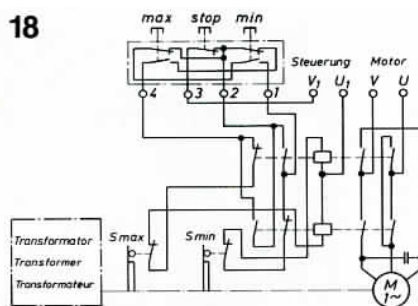 18
max stop min
Steuerung Motor
4 3 2 1 V1 U1 V U
Smax Smin
Transformator
Transformer
Transformateur
M
1~